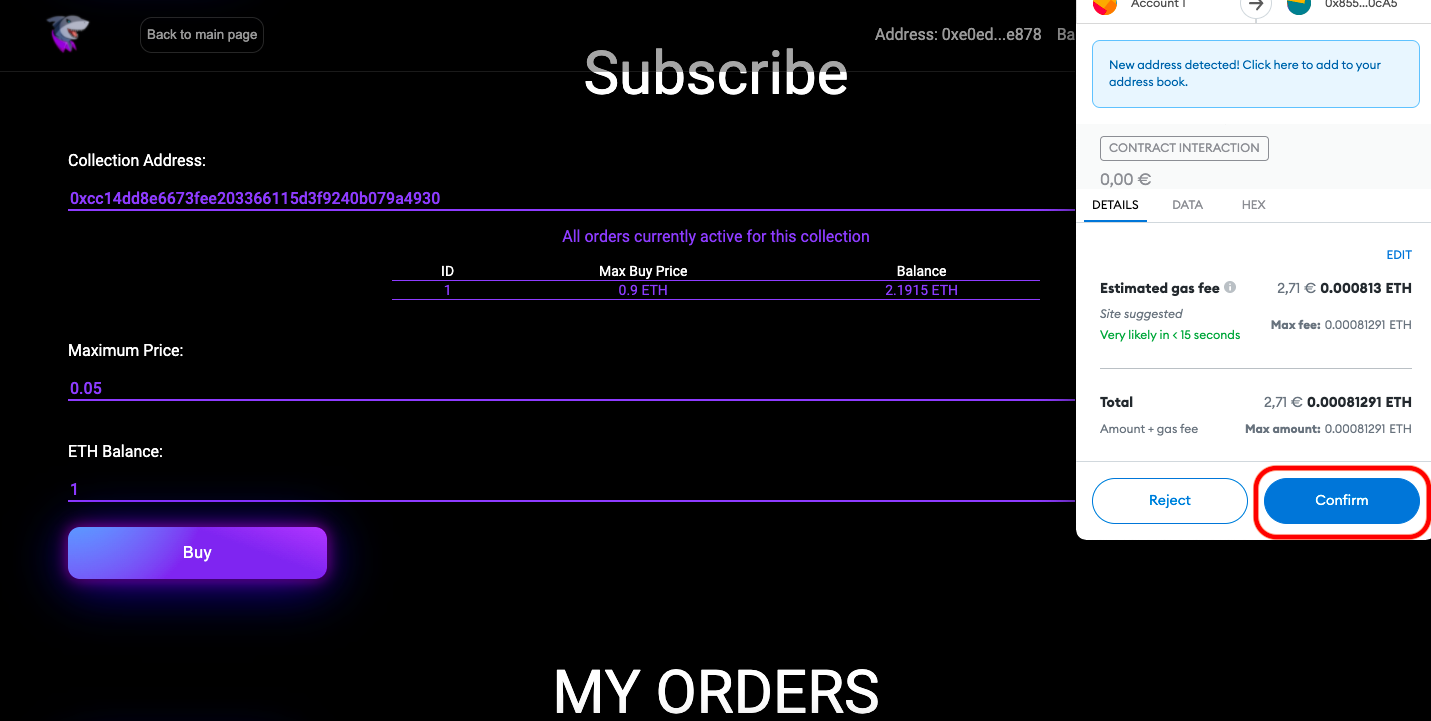 Back to main page
Address: 0xe0ed...e878 Ba
Subscribe
Collection Address:
0xcc14dd8e6673fee203366115d3f9240b079a4930
All orders currently active for this collection
ID Max Buy Price Balance
1 0.9 ETH 2.1915 ETH
Maximum Price:
0.05
ETH Balance:
1
Buy
MY ORDERS
Account 1 0x855...0cA5
New address detected! Click here to add to your
address book.
CONTRACT INTERACTION
0,00 €
DETAILS DATA HEX
EDIT
Estimated gas fee 2,71 € 0.000813 ETH
Site suggested
Very likely in < 15 seconds
Max fee: 0.00081291 ETH
Total 2,71 € 0.00081291 ETH
Amount + gas fee Max amount: 0.00081291 ETH
Reject Confirm